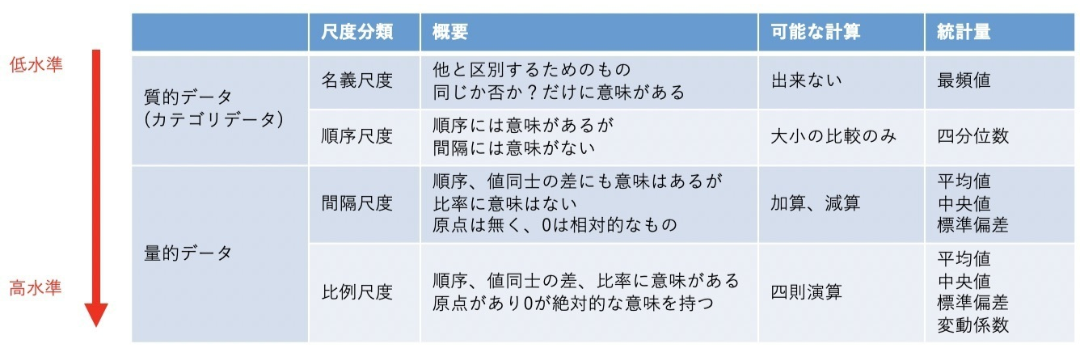 尺度分類 概要 可能な計算 統計量
低水準
質的データ
(カテゴリデータ)
名義尺度
他と区別するためのもの
同じか否か？だけに意味がある
出来ない
最頻値
順序尺度
順序には意味があるが
間隔には意味がない
大小の比較のみ
四分位数
量的データ
間隔尺度
順序、値同士の差にも意味はあるが
比率に意味はない
原点は無く、0は相対的なもの
加算、減算
平均値
中央値
標準偏差
高水準
比例尺度
順序、値同士の差、比率に意味がある
原点があり0が絶対的な意味を持つ
四則演算
平均値
中央値
標準偏差
変動係数